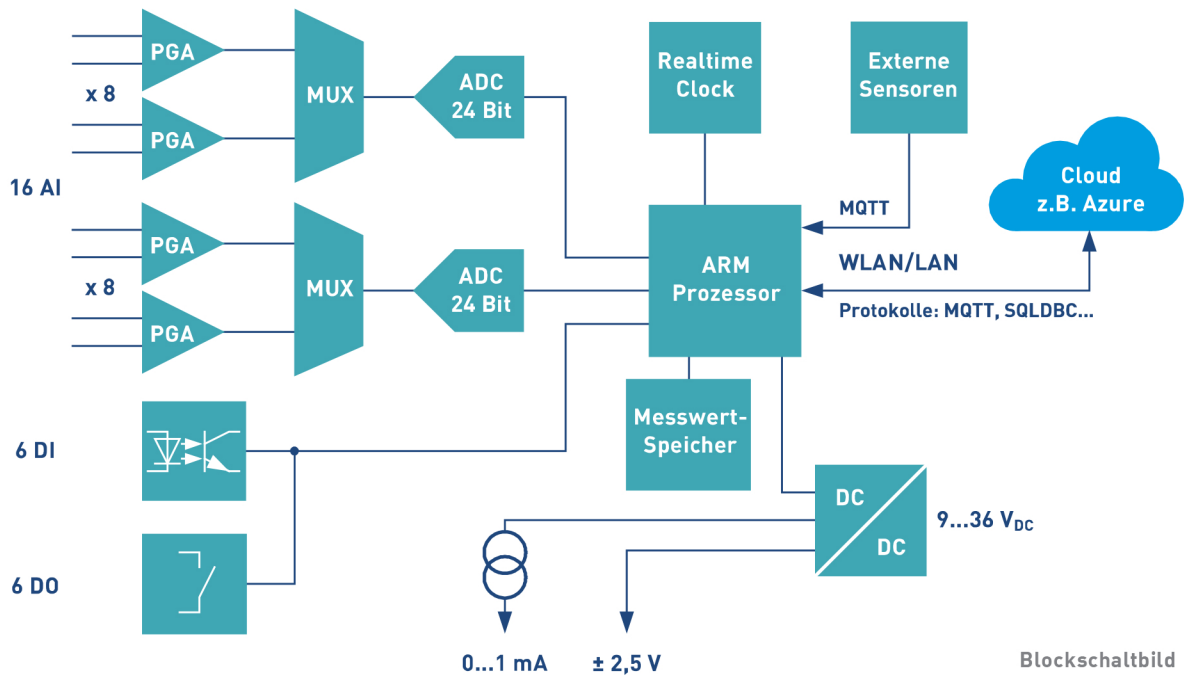 PGA
x 8
PGA
16 AI
PGA
x 8
PGA
MUX
MUX
ADC
24 Bit
ADC
24 Bit
Realtime
Clock
Externe
Sensoren
Cloud
z.B. Azure
MQTT
ARM
Prozessor
WLAN/LAN
Protokolle: MQTT, SQLDBC...
Messwert-
Speicher
6 DI
6 DO
DC
DC
9...36 VDC
0...1 mA
± 2,5 V
Blockschaltbild